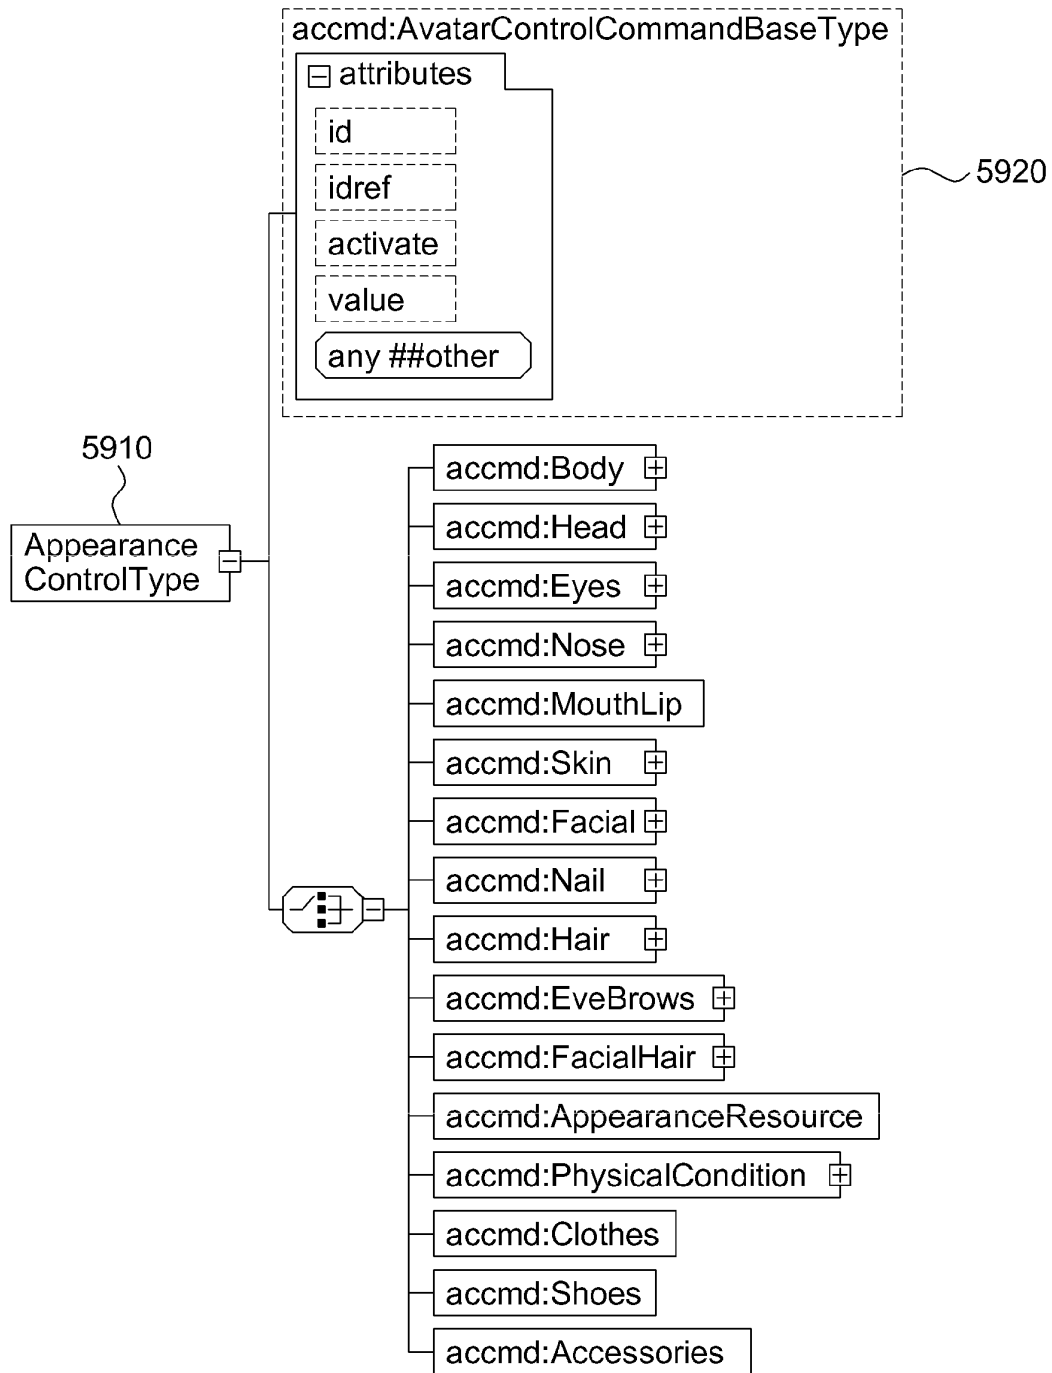 accmd:AvatarControlCommandBaseType
attributes
id
idref
activate
value
any ##other
5920
5910
Appearance
ControlType
accmd:Body
accmd:Head
accmd:Eyes
accmd:Nose
accmd:MouthLip
accmd:Skin
accmd:Facial
accmd:Nail
accmd:Hair
accmd:EveBrows
accmd:FacialHair
accmd:AppearanceResource
accmd:PhysicalCondition
accmd:Clothes
accmd:Shoes
accmd:Accessories